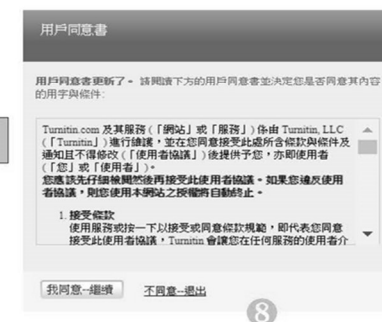 用戶同意書
用戶同意書更新了。 請閱讀下方的用戶同意書並決定您是否同意其內容
的用字與條件:
Turnitin.com 及其服務 (「網站」或「服務」) 係由 Turnitin, LLC
(「Turnitin」) 進行維護，並在您同意接受此處所含條款與條件及
通知且不得修改 (「使用者協議」) 後提供予您，亦即使用者
(「您」或「使用者」)。
您應該先仔細檢閱然後再接受使用者協議。如果您違反使用
者協議，則您使用本網站之授權將自動終止。
1. 接受條款
使用服務或按一下以接受或同意條款規範，即代表您同意
接受此使用者協議，Turnitin 會讓您在任何服務的使用者介
我同意--繼續 不同意--退出
8